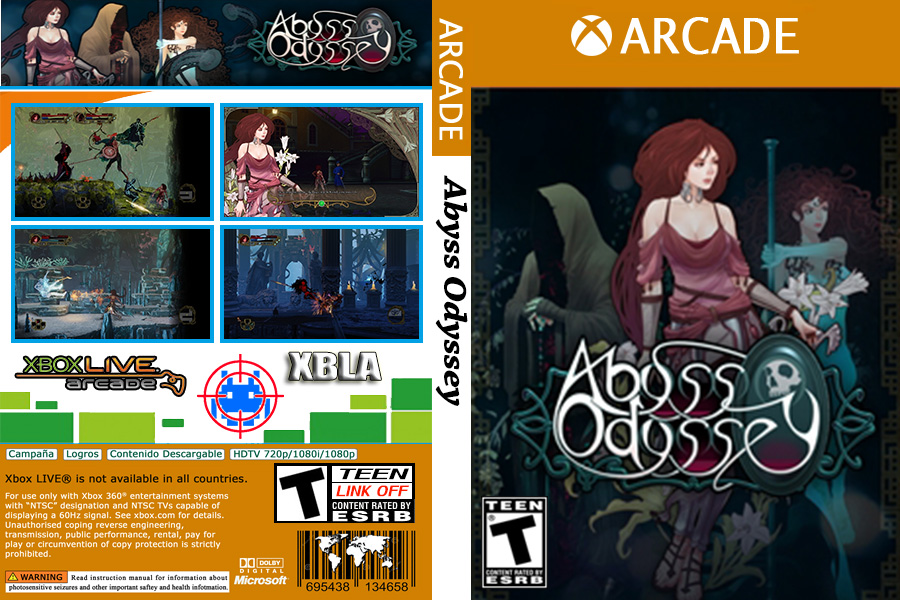 Abyss
Odyssey
XBOX LIVE
arcade
XBLA
Campaña
Logros
Contenido Descargable
HDTV 720p/1080i/1080p
Xbox LIVE® is not available in all countries.
For use only with Xbox 360® entertainment systems
with “NTSC” designation and NTSC TVs capable of
displaying a 60Hz signal. See xbox.com for details.
Unauthorised coping reverse engineering,
transmission, public performance, rental, pay for
play or circumvention of copy protection is strictly
prohibited.
WARNING
Read instruction manual for information about
photosensitive seizures and other important saftey and health infotmation.
T
TEEN
LINK OFF
CONTENT RATED BY
ESRB
DOLBY
DIGITAL
Microsoft
695438 134658
ARCADE
Abyss Odyssey
ARCADE
Abyss
Odyssey
TEEN
T
CONTENT RATED BY
ESRB